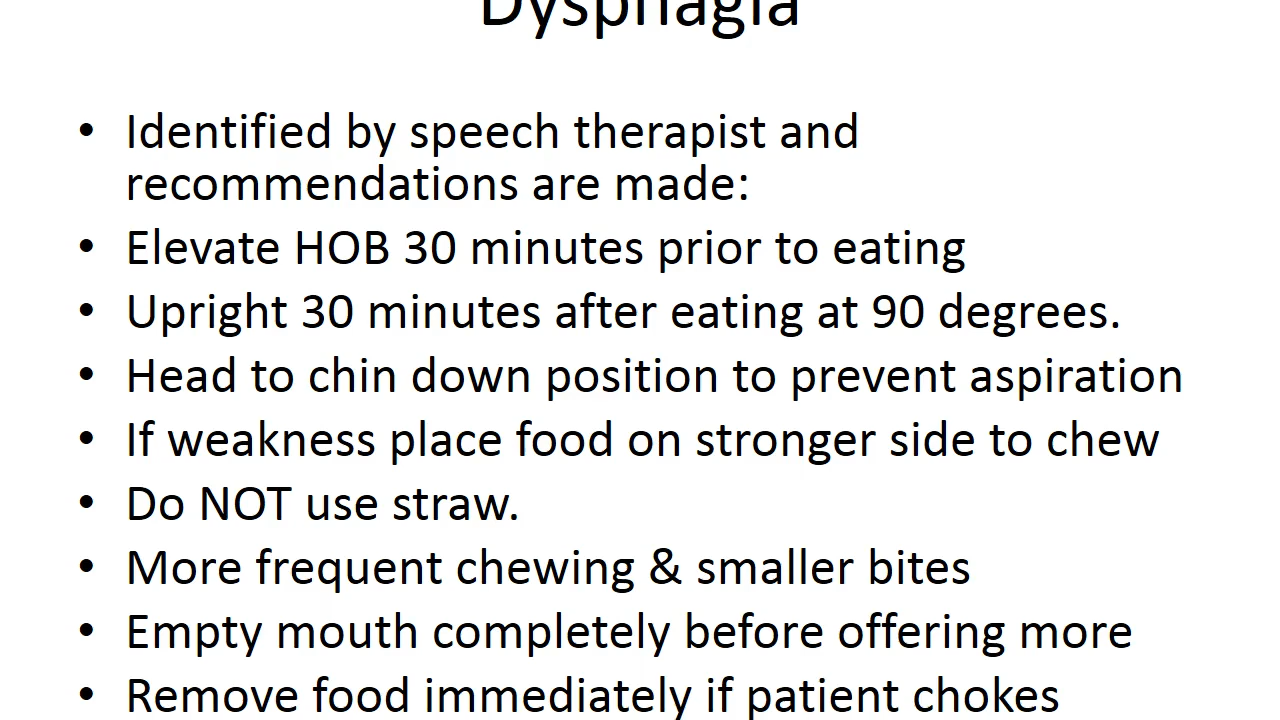 Dysphagia
• Identified by speech therapist and
recommendations are made:
• Elevate HOB 30 minutes prior to eating
• Upright 30 minutes after eating at 90 degrees.
• Head to chin down position to prevent aspiration
• If weakness place food on stronger side to chew
• Do NOT use straw.
• More frequent chewing & smaller bites
• Empty mouth completely before offering more
• Remove food immediately if patient chokes